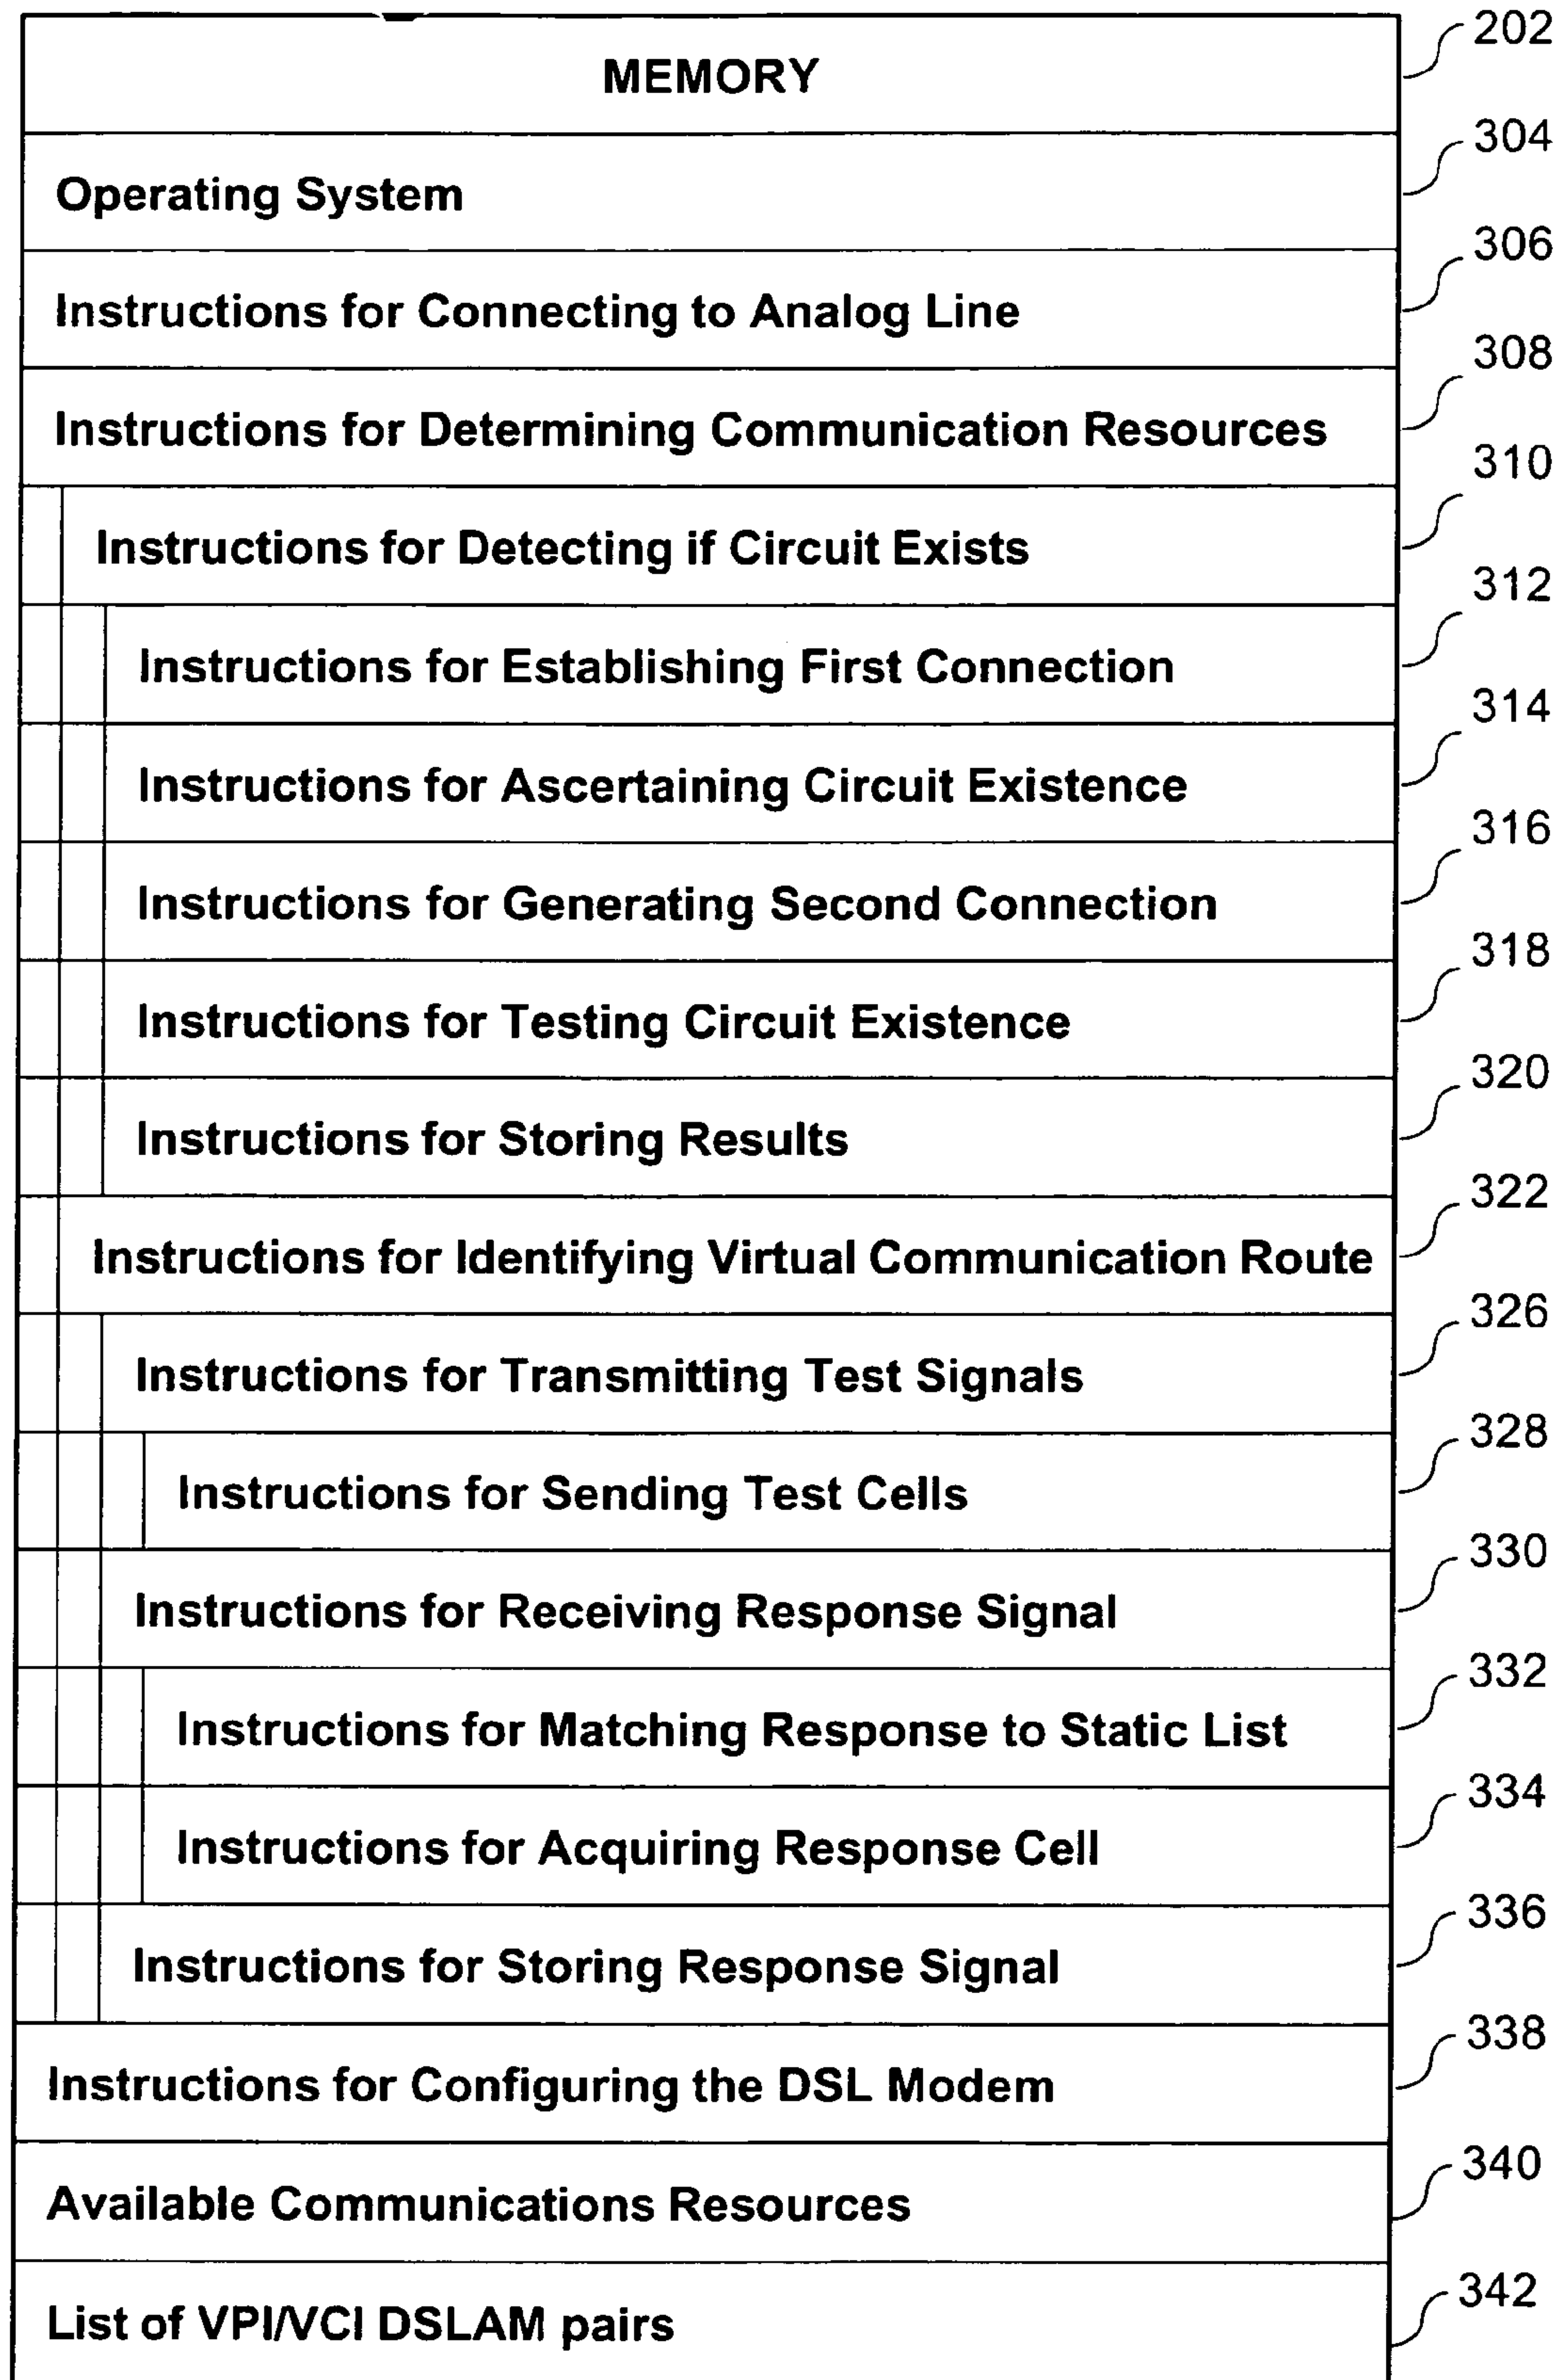 MEMORY 202
Operating System 304
Instructions for Connecting to Analog Line 306
Instructions for Determining Communication Resources 308
Instructions for Detecting if Circuit Exists 310
Instructions for Establishing First Connection 312
Instructions for Ascertaining Circuit Existence 314
Instructions for Generating Second Connection 316
Instructions for Testing Circuit Existence 318
Instructions for Storing Results 320
Instructions for Identifying Virtual Communication Route 322
Instructions for Transmitting Test Signals 326
Instructions for Sending Test Cells 328
Instructions for Receiving Response Signal 330
Instructions for Matching Response to Static List 332
Instructions for Acquiring Response Cell 334
Instructions for Storing Response Signal 336
Instructions for Configuring the DSL Modem 338
Available Communications Resources 340
List of VPI/VCI DSLAM pairs 342